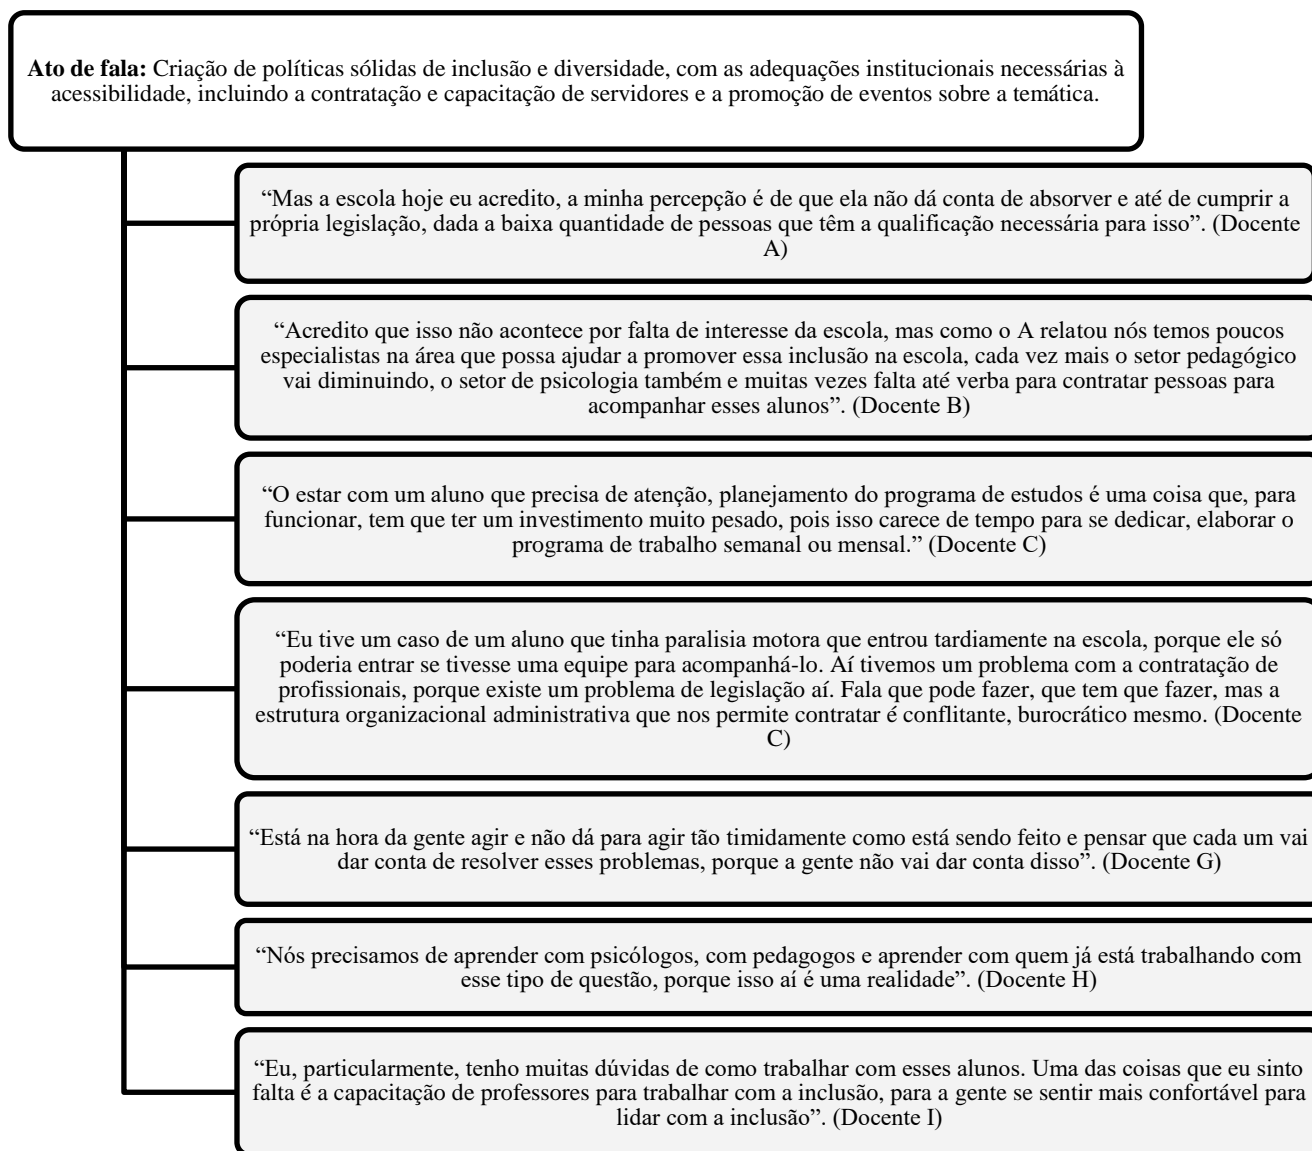 Ato de fala: Criação de políticas sólidas de inclusão e diversidade, com as adequações institucionais necessárias à
acessibilidade, incluindo a contratação e capacitação de servidores e a promoção de eventos sobre a temática.
“Mas a escola hoje eu acredito, a minha percepção é de que ela não dá conta de absorver e até de cumprir a
própria legislação, dada a baixa quantidade de pessoas que têm a qualificação necessária para isso”. (Docente
A)
“Acredito que isso não acontece por falta de interesse da escola, mas como o A relatou nós temos poucos
especialistas na área que possa ajudar a promover essa inclusão na escola, cada vez mais o setor pedagógico
vai diminuindo, o setor de psicologia também e muitas vezes falta até verba para contratar pessoas para
acompanhar esses alunos”. (Docente B)
“O estar com um aluno que precisa de atenção, planejamento do programa de estudos é uma coisa que, para
funcionar, tem que ter um investimento muito pesado, pois isso carece de tempo para se dedicar, elaborar o
programa de trabalho semanal ou mensal.” (Docente C)
“Eu tive um caso de um aluno que tinha paralisia motora que entrou tardiamente na escola, porque ele só
poderia entrar se tivesse uma equipe para acompanhá-lo. Aí tivemos um problema com a contratação de
profissionais, porque existe um problema de legislação aí. Fala que pode fazer, que tem que fazer, mas a
estrutura organizacional administrativa que nos permite contratar é conflitante, burocrático mesmo. (Docente
C)
“Está na hora da gente agir e não dá para agir tão timidamente como está sendo feito e pensar que cada um vai
dar conta de resolver esses problemas, porque a gente não vai dar conta disso”. (Docente G)
“Nós precisamos de aprender com psicólogos, com pedagogos e aprender com quem já está trabalhando com
esse tipo de questão, porque isso aí é uma realidade”. (Docente H)
“Eu, particularmente, tenho muitas dúvidas de como trabalhar com esses alunos. Uma das coisas que eu sinto
falta é a capacitação de professores para trabalhar com a inclusão, para a gente se sentir mais confortável para
lidar com a inclusão”. (Docente I)